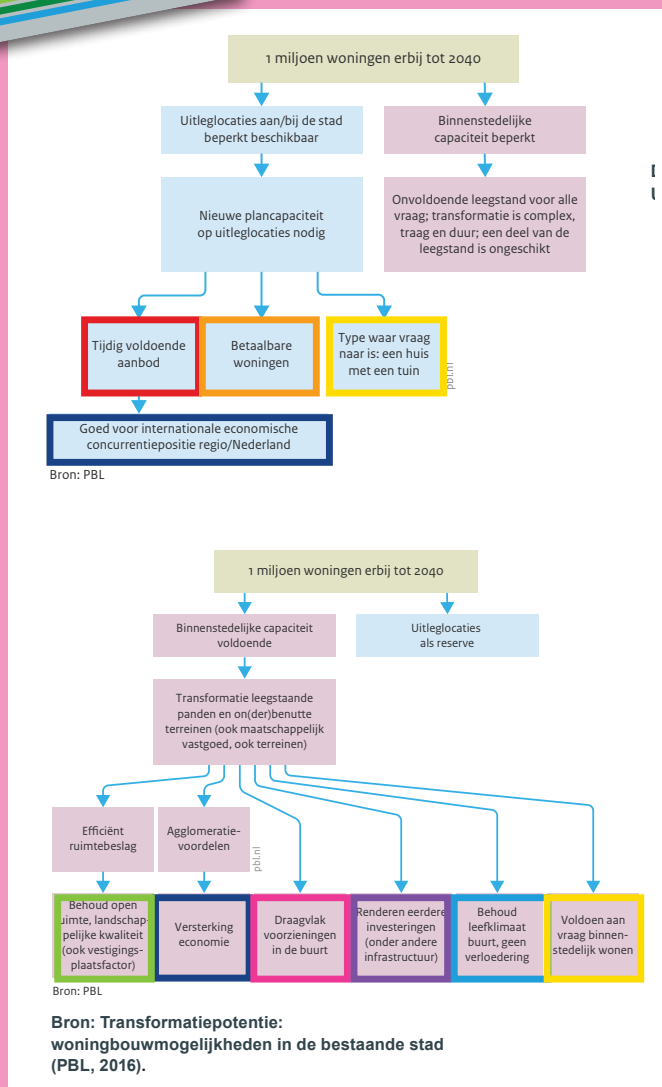 1 miljoen woningen erbij tot 2040
Uitleglocaties aan/bij de stad
beperkt beschikbaar
Binnenstedelijke
capaciteit beperkt
Nieuwe plancapaciteit
op uitleglocaties nodig
Onvoldoende leegstand voor alle
vraag; transformatie is complex,
traag en duur; een deel van de
leegstand is ongeschikt
Tijdig voldoende
aanbod
Betaalbare
woningen
Type waar vraag
naar is: een huis
met een tuin
pbl.nl
Goed voor internationale economische
concurrentiepositie regio/Nederland
Bron: PBL
1 miljoen woningen erbij tot 2040
Binnenstedelijke capaciteit
voldoende
Uitleglocaties
als reserve
Transformatie leegstaande
panden en on(der)benutte
terreinen (ook maatschappelijk
vastgoed, ook terreinen)
Efficiënt
ruimtebeslag
Agglomeratie-
voordelen
pbl.nl
Behoud open
uimte, landschap-
pelijke kwaliteit
(ook vestigings-
plaatsfactor)
Versterking
economie
Draagvlak
voorzieningen
in de buurt
Renderen eerdere
investeringen
(onder andere
infrastructuur)
Behoud
leefklimaat
buurt, geen
verloedering
Voldoen aan
vraag binnen-
stedelijk wonen
Bron: PBL
Bron: Transformatiepotentie:
woningbouwmogelijkheden in de bestaande stad
(PBL, 2016).